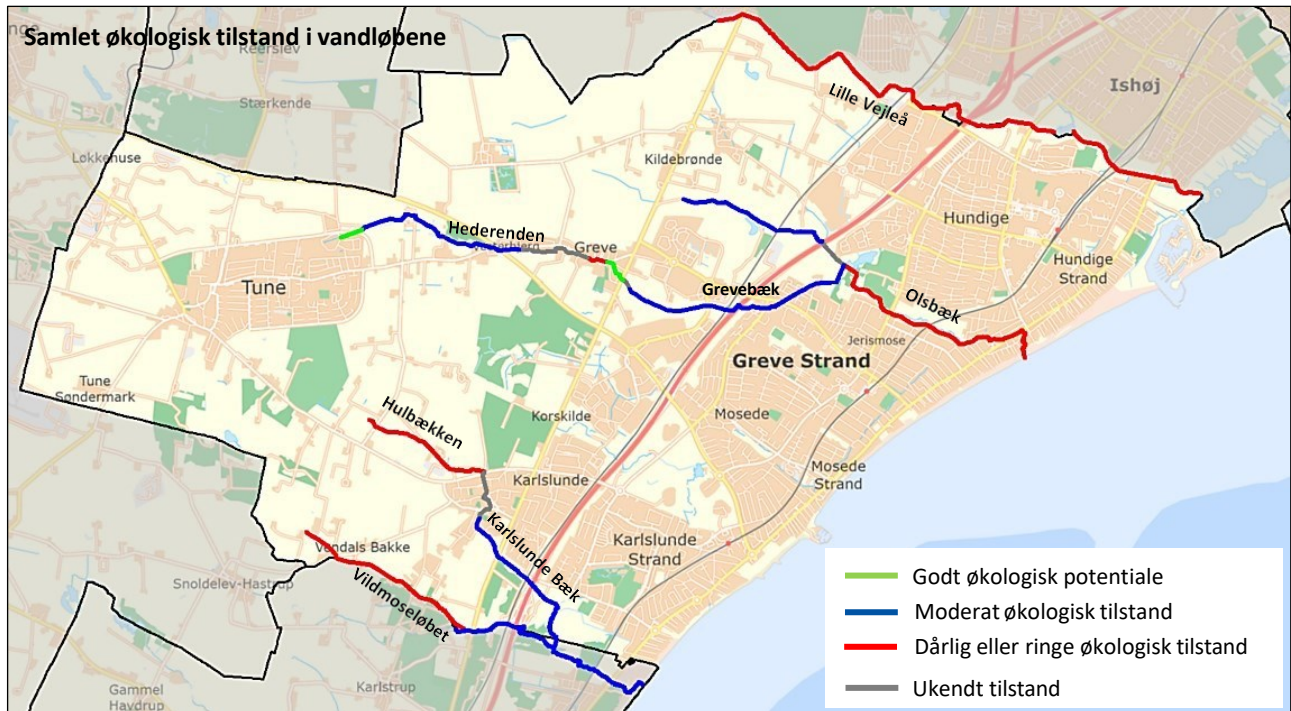 Samlet økologisk tilstand i vandløbene
Reerslev
Stærkende
Ishøj
Lille Vejleå
Løkkehuse
Kildebrønde
Hundige
Hederenden
Greve
Hundige
Strand
Tune
Grevebæk
Olsbæk
Jerismose
Greve Strand
Tune
Søndermark
Hulbækken
Korskilde
Mosede
Karlslunde
Mosede
Strand
Karlslunde Bæk
Karlslunde
Strand
Snoldelev-Hastrup
Vildmoseløbet
Karlstrup
Gammel
Havdrup
Godt økologisk potentiale
Moderat økologisk tilstand
Dårlig eller ringe økologisk tilstand
Ukendt tilstand